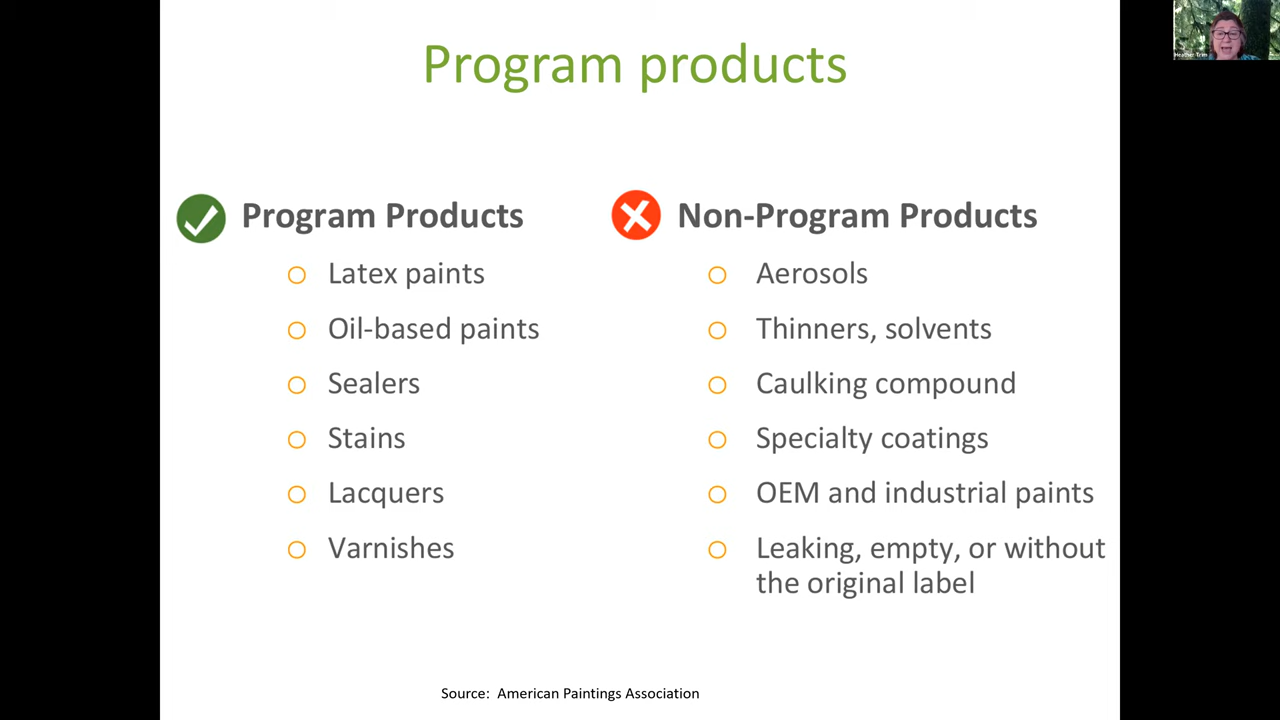 Program products
Program Products
Latex paints
Oil-based paints
Sealers
Stains
Lacquers
Varnishes
Non-Program Products
Aerosols
Thinners, solvents
Caulking compound
Specialty coatings
OEM and industrial paints
Leaking, empty, or without
the original label
Source: American Paintings Association
Heather Trim